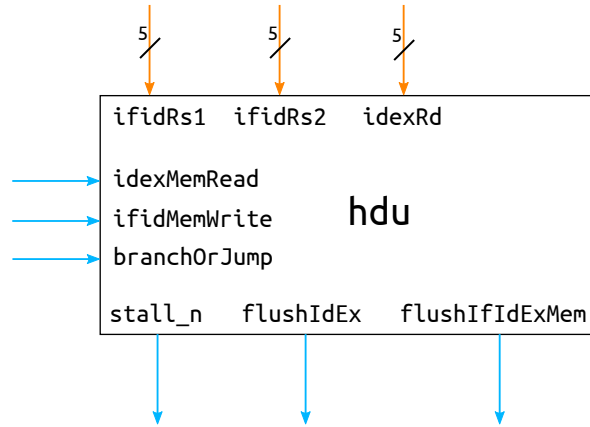 5 5 5
ifidRs1 ifidRs2 idexRd
idexMemRead
ifidMemWrite
hdu
branchOrJump
stall_n flushIdEx flushIfIdExMem